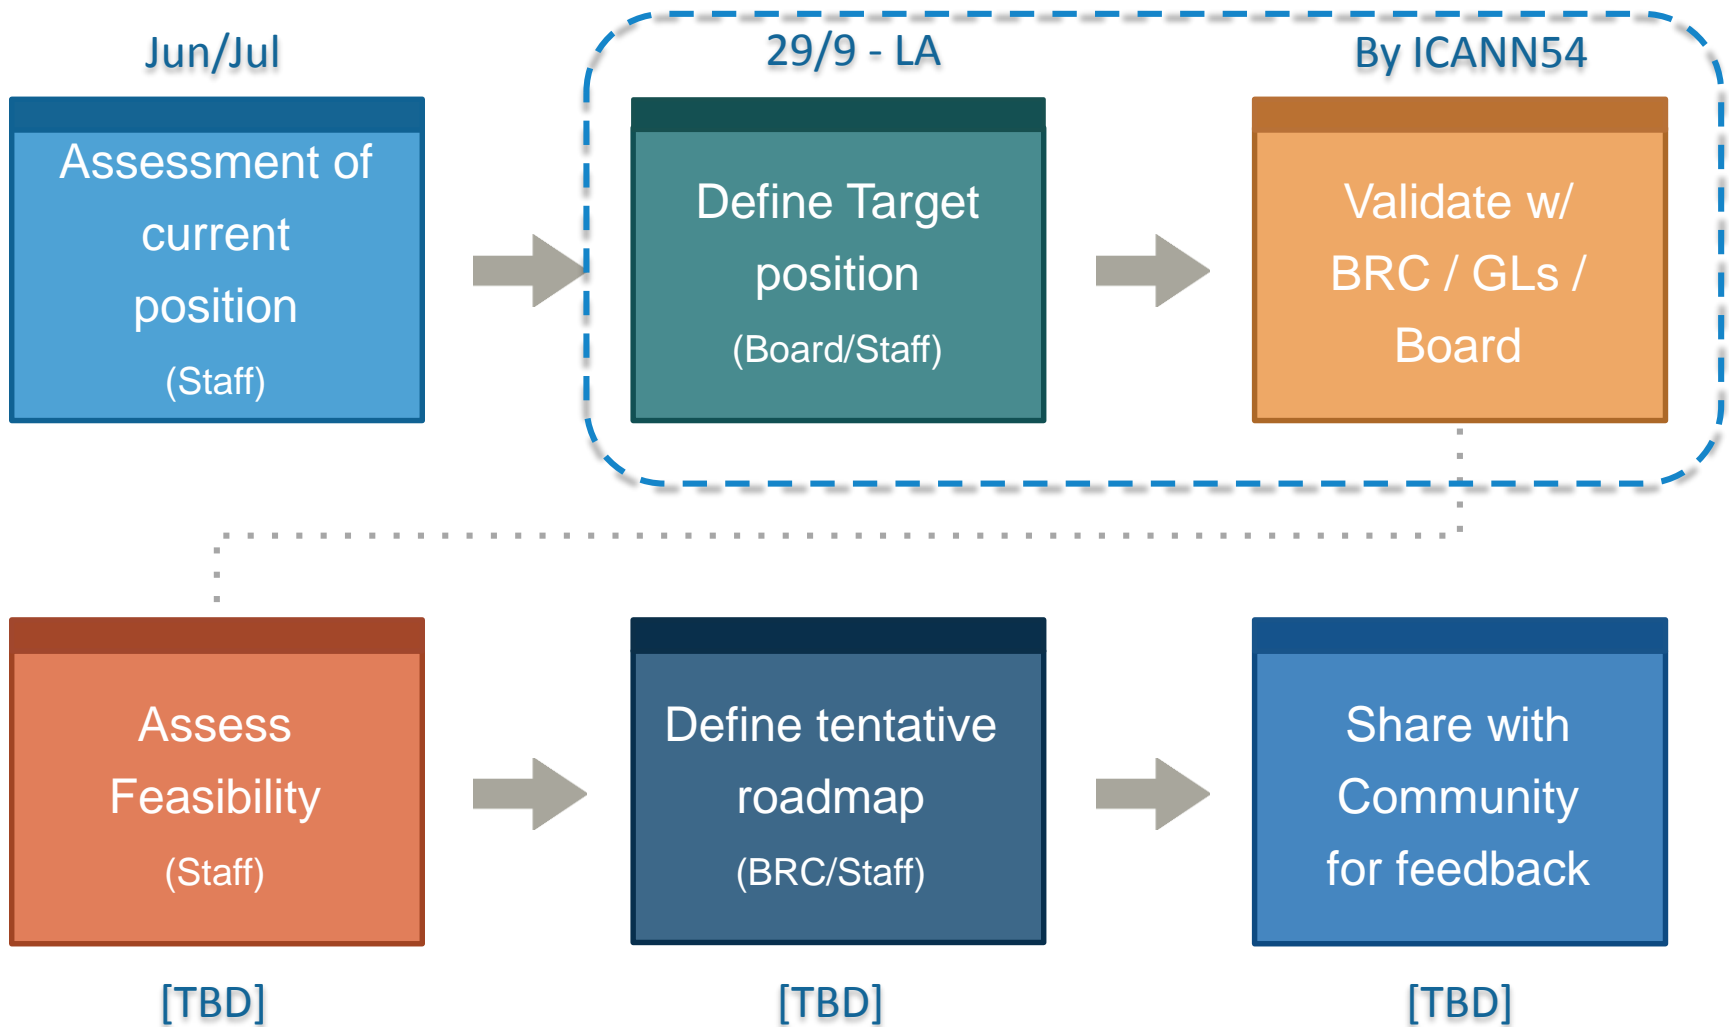 Jun/Jul
29/9 - LA
By ICANN54
Assessment of
current
position
(Staff)
Define Target
position
(Board/Staff)
Validate w/
BRC / GLs /
Board
Assess
Feasibility
(Staff)
Define tentative
roadmap
(BRC/Staff)
Share with
Community
for feedback
[TBD]
[TBD]
[TBD]